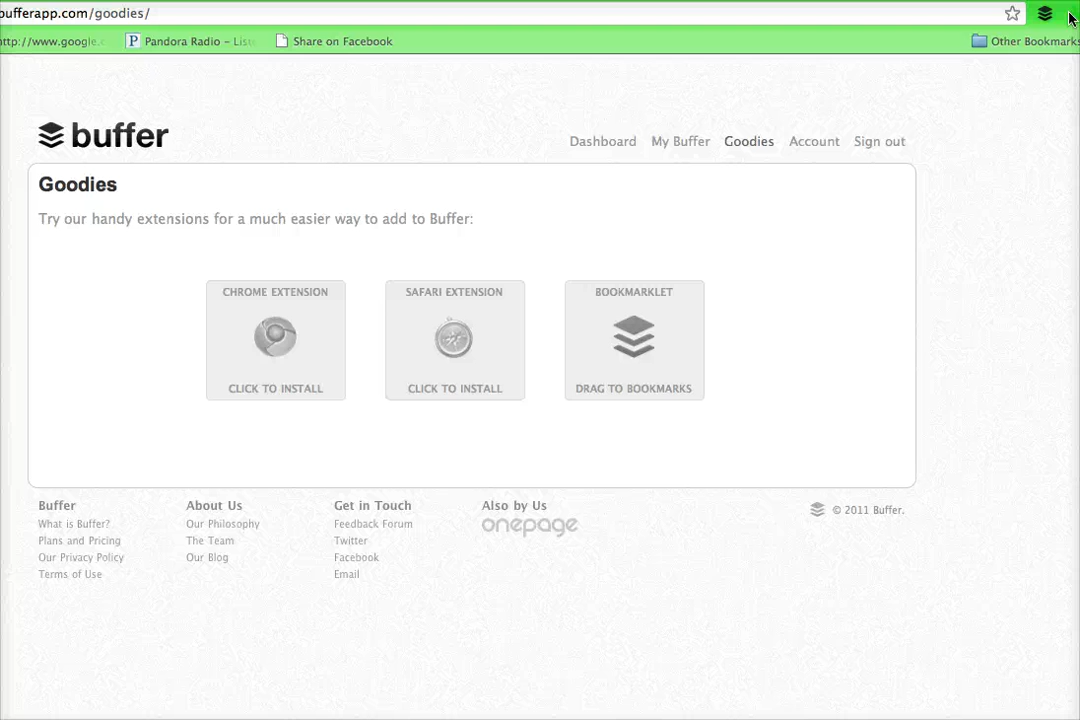 bufferapp.com/goodies/
http://www.google.c
Pandora Radio – List
Share on Facebook
Other Bookmarks
buffer
Dashboard My Buffer Goodies Account Sign out
Goodies
Try our handy extensions for a much easier way to add to Buffer:
CHROME EXTENSION
CLICK TO INSTALL
SAFARI EXTENSION
CLICK TO INSTALL
BOOKMARKLET
DRAG TO BOOKMARKS
Buffer
What is Buffer?
Plans and Pricing
Our Privacy Policy
Terms of Use
About Us
Our Philosophy
The Team
Our Blog
Get in Touch
Feedback Forum
Twitter
Facebook
Email
Also by Us
onepage
© 2011 Buffer.